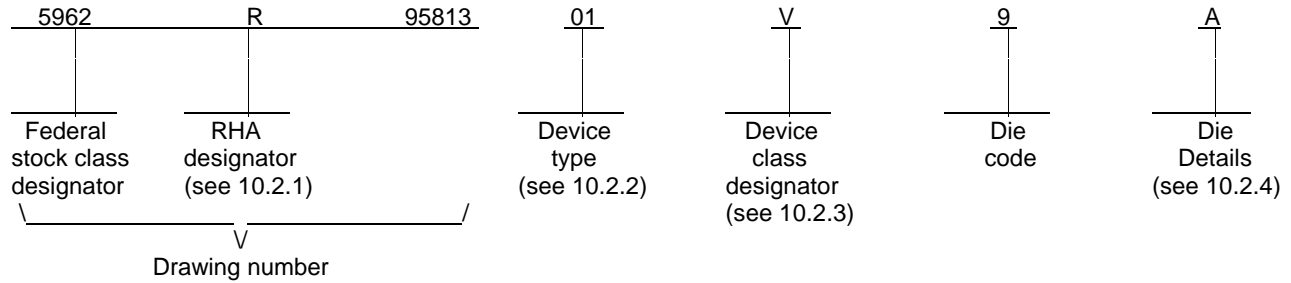 5962 R 95813 01 V 9 A
Federal RHA Device Device Die Die
stock class designator type class code Details
designator (see 10.2.1) (see 10.2.2) designator (see 10.2.4)
(see 10.2.3)
Drawing number